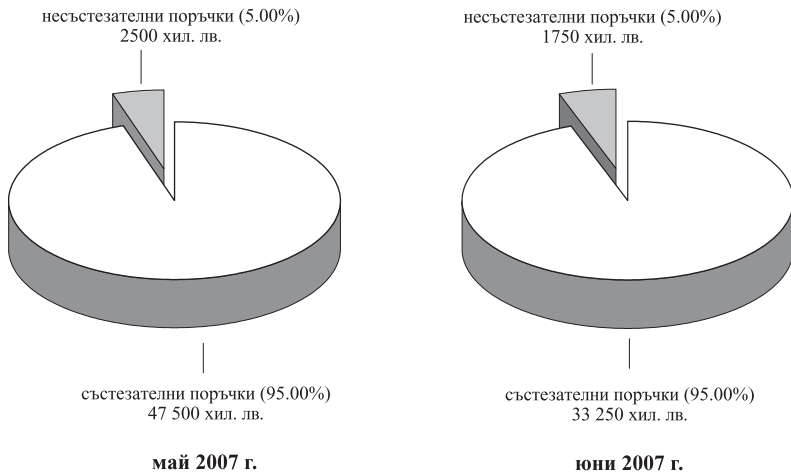 несъстезателни поръчки (5.00%)
2500 хил. лв.
състезателни поръчки (95.00%)
47 500 хил. лв.
май 2007 г.
несъстезателни поръчки (5.00%)
1750 хил. лв.
състезателни поръчки (95.00%)
33 250 хил. лв.
юни 2007 г.